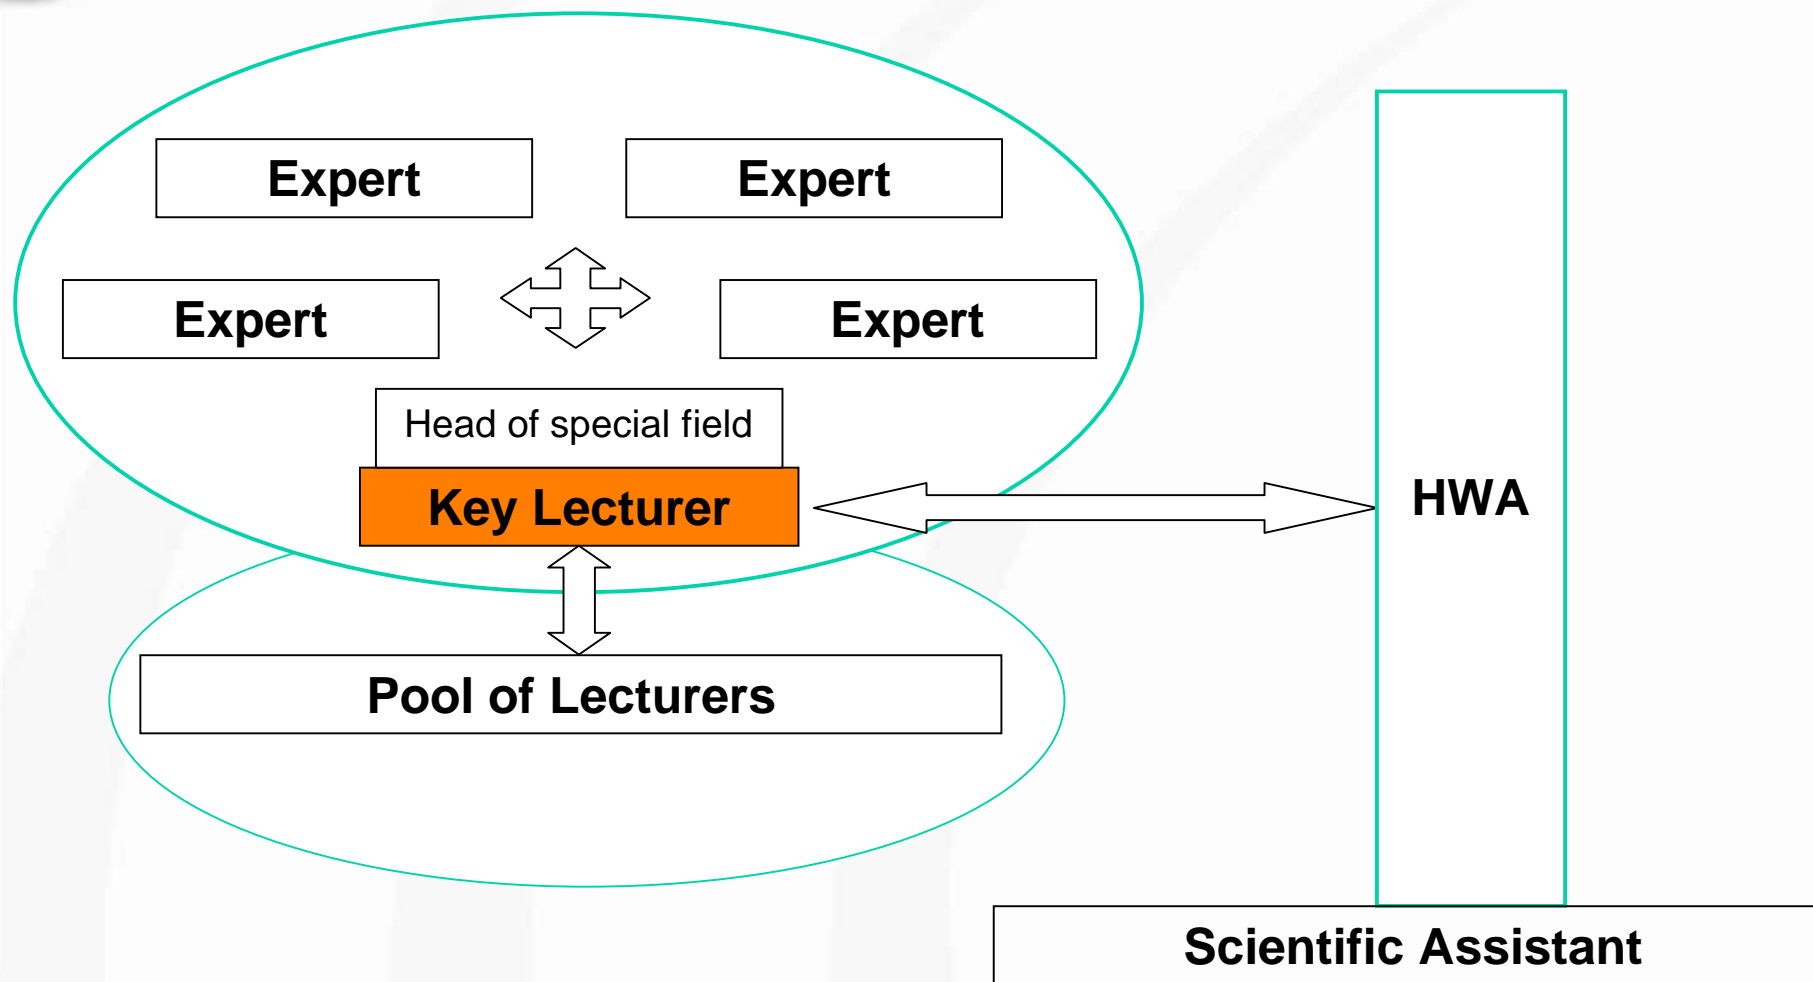 Expert
Expert
Expert
Expert
Head of special field
Key Lecturer
HWA
Pool of Lecturers
Scientific Assistant